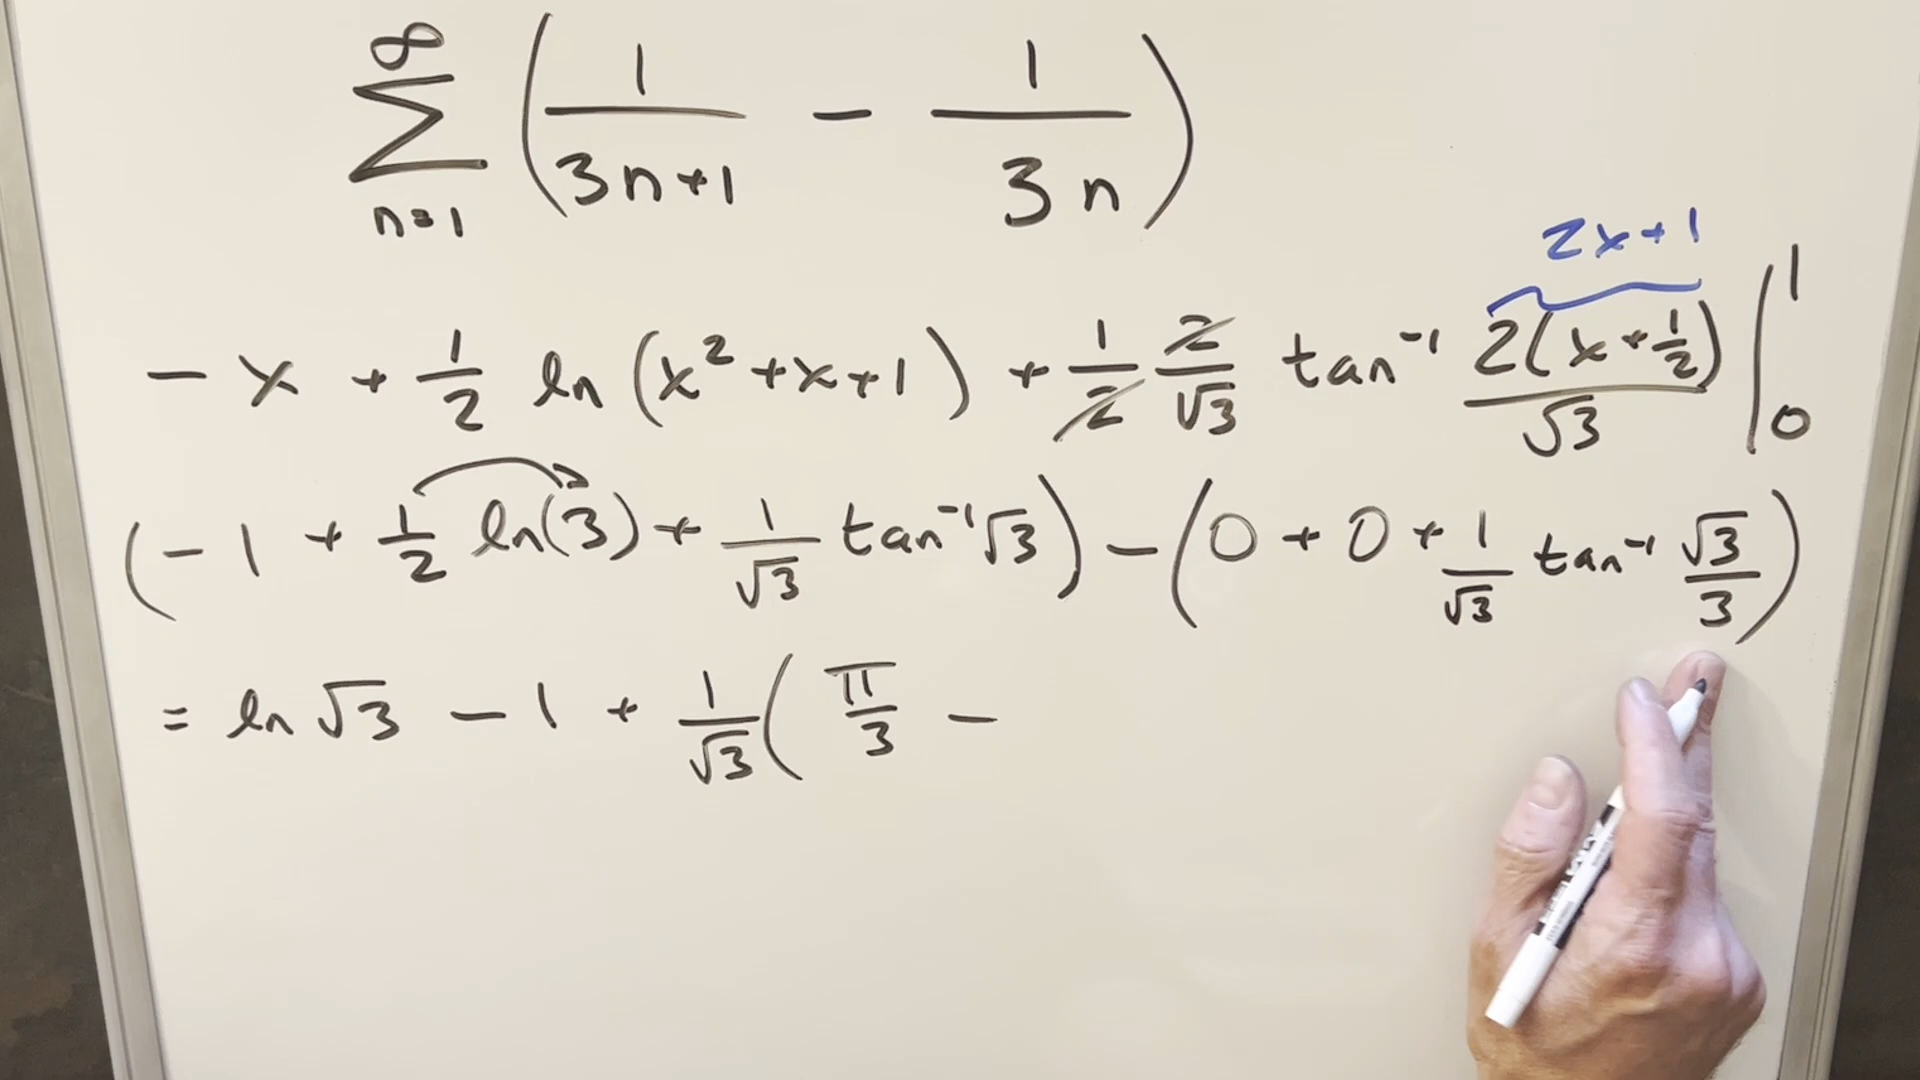 ∞
∑ ( 1/(3n+1) − 1/(3n) )
n=1
2x+1
−x + 1/2 ln(x²+x+1) + 1/2 2/√3 tan⁻¹ 2(x+1/2)/√3 |₀¹
(−1 + 1/2 ln(3) + 1/√3 tan⁻¹√3) − (0 + 0 + 1/√3 tan⁻¹ √3/3)
= ln √3 − 1 + 1/√3 ( π/3 −